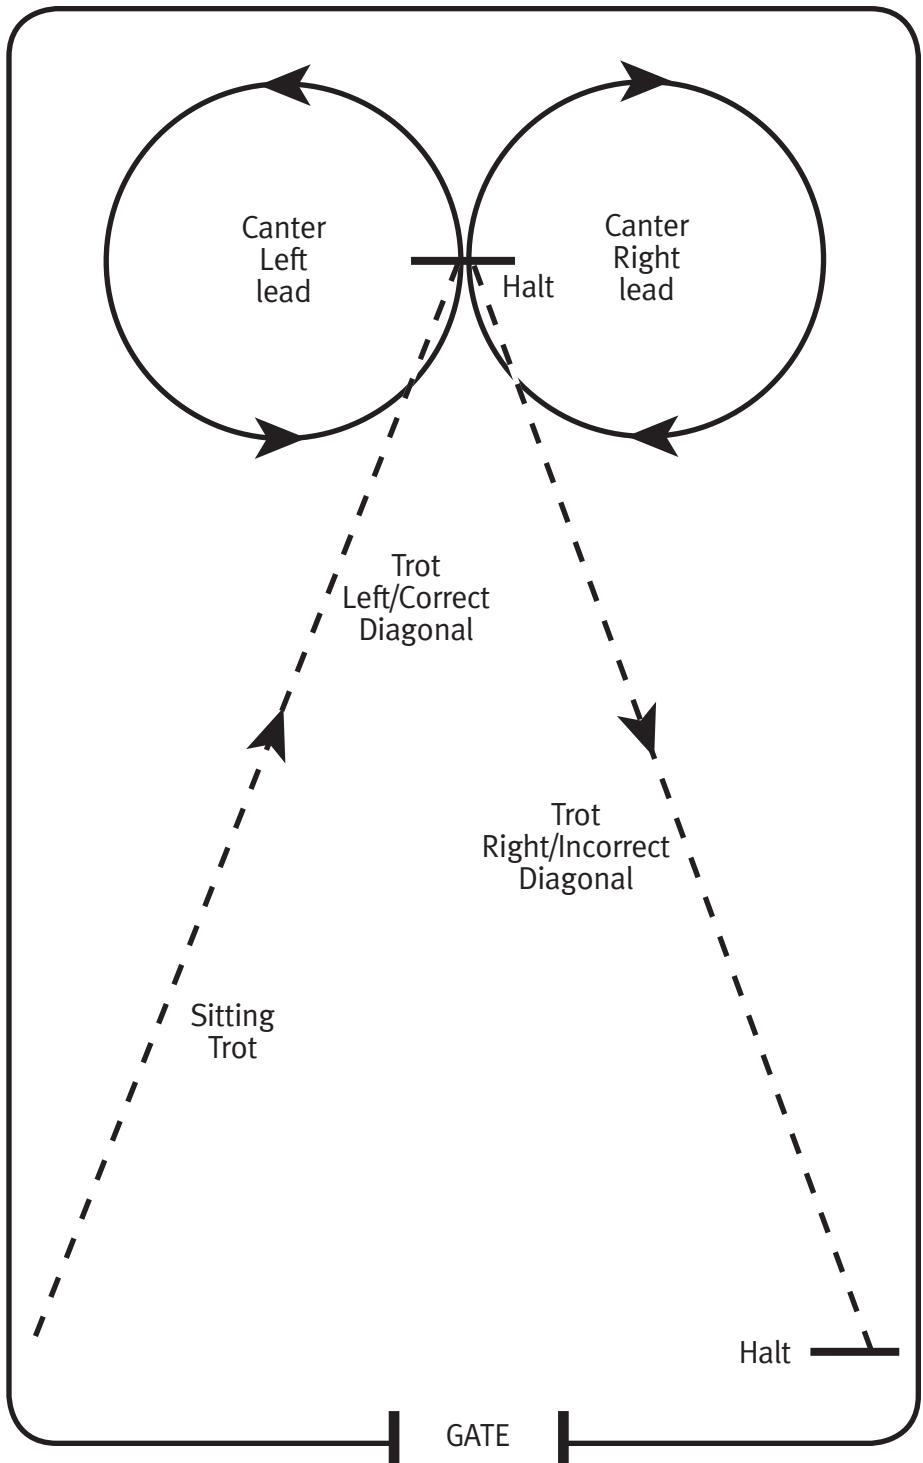 Canter
Left
lead
Canter
Right
lead
Halt
Trot
Left/Correct
Diagonal
Trot
Right/Incorrect
Diagonal
Sitting
Trot
Halt
GATE